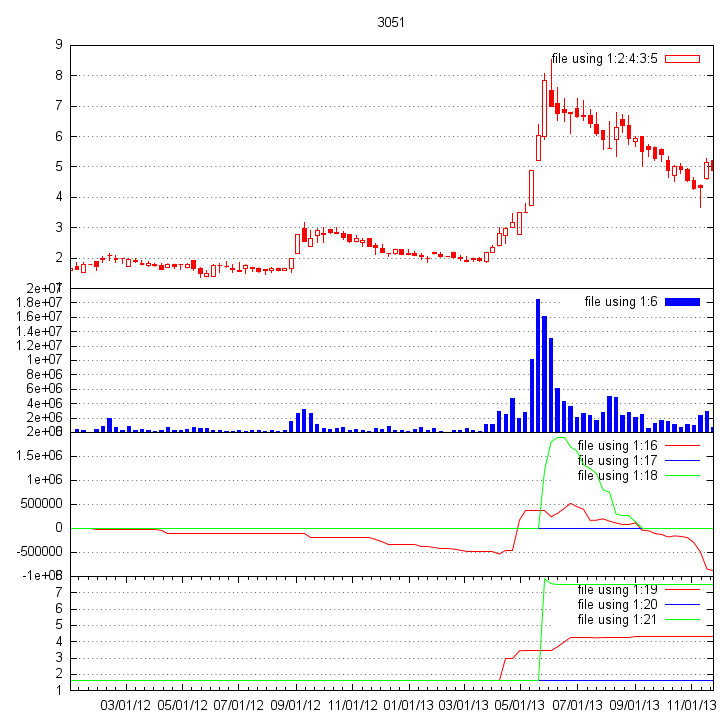 3051
9
file using 1:2:4:3:5
8
7
6
5
4
3
2
1
2e+07
file using 1:6
1.8e+07
1.6e+07
1.4e+07
1.2e+07
1e+07
8e+06
6e+06
4e+06
2e+06
file using 1:16
1.5e+06
file using 1:17
1e+06
file using 1:18
500000
0
-500000
-1e+06
8
file using 1:19
7
file using 1:20
6
file using 1:21
5
4
3
2
1
03/01/12 05/01/12 07/01/12 09/01/12 11/01/12 01/01/13 03/01/13 05/01/13 07/01/13 09/01/13 11/01/13